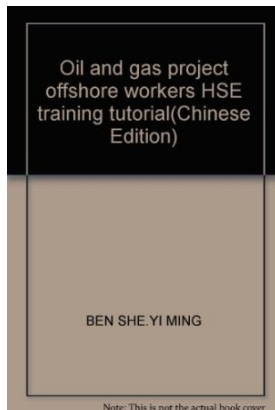 Oil and gas project
offshore workers HSE
training tutorial(Chinese
Edition)
BEN SHE.YI MING
Note: This is not the actual book cover